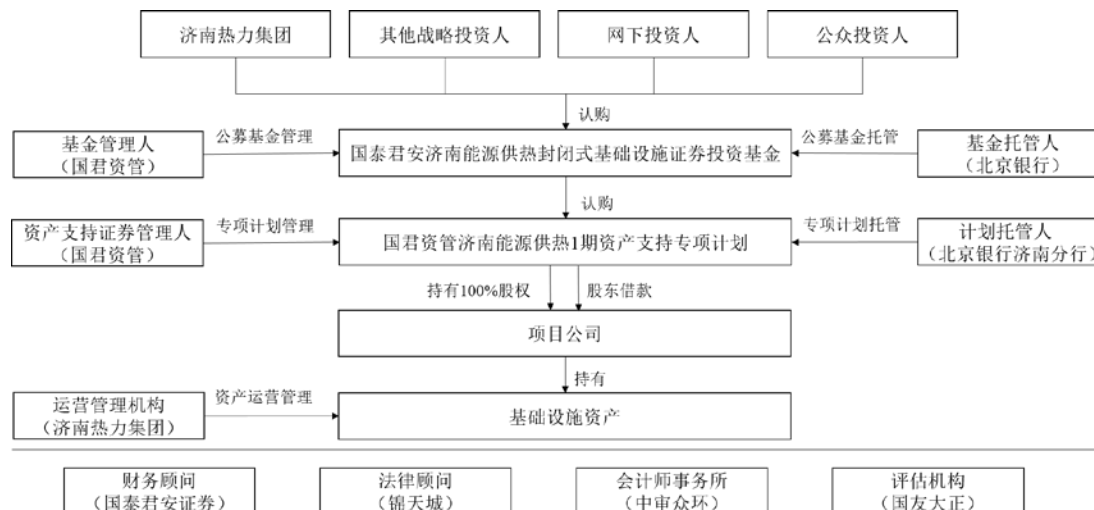 济南热力集团
其他战略投资人
网下投资人
公众投资人
认购
基金管理人
（国君资管）
公募基金管理
国泰君安济南能源供热封闭式基础设施证券投资基金
公募基金托管
基金托管人
（北京银行）
认购
资产支持证券管理人
（国君资管）
专项计划管理
国君资管济南能源供热1期资产支持专项计划
专项计划托管
计划托管人
（北京银行济南分行）
持有100%股权
股东借款
项目公司
持有
运营管理机构
（济南热力集团）
资产运营管理
基础设施资产
财务顾问
（国泰君安证券）
法律顾问
（锦天城）
会计师事务所
（中审众环）
评估机构
（国友大正）